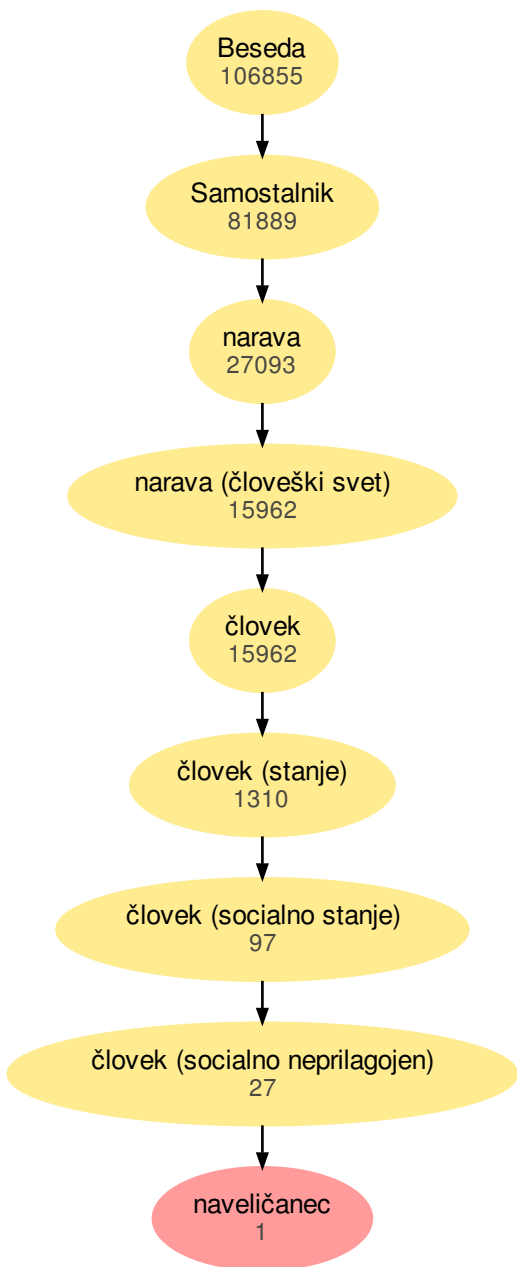 Beseda
106855
Samostalnik
81889
narava
27093
narava (človeški svet)
15962
človek
15962
človek (stanje)
1310
človek (socialno stanje)
97
človek (socialno neprilagojen)
27
naveličanec
1